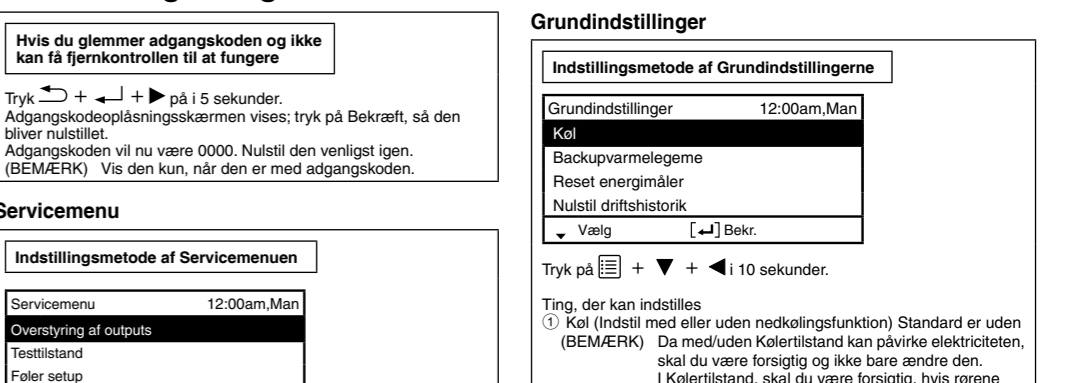 Hvis du glemmer adgangskoden og ikke
kan få fjernkontrollen til at fungere
Tryk + + ▶ på i 5 sekunder.
Adgangskodeoplåsningsskærmen vises; tryk på Bekræft, så den
bliver nulstillet.
Adgangskoden vil nu være 0000. Nulstil den venligst igen.
(BEMÆRK) Vis den kun, når den er med adgangskoden.
Servicemenu
Indstillingsmetode af Servicemenuen
Servicemenu 12:00am,Man
Overstyring af outputs
Testtilstand
Føler setup
Grundindstillinger
Indstillingsmetode af Grundindstillingerne
Grundindstillinger 12:00am,Man
Køl
Backupvarmelegeme
Reset energimåler
Nulstil driftshistorik
Vælg [↵] Bekr.
Tryk på + ▼ + ◀ i 10 sekunder.
Ting, der kan indstilles
① Køl (Indstil med eller uden nedkølingsfunktion) Standard er uden
(BEMÆRK) Da med/uden Kølertilstand kan påvirke elektriciteten,
skal du være forsigtig og ikke bare ændre den.
I Kølertilstand, skal du være forsigtig, hvis rørene